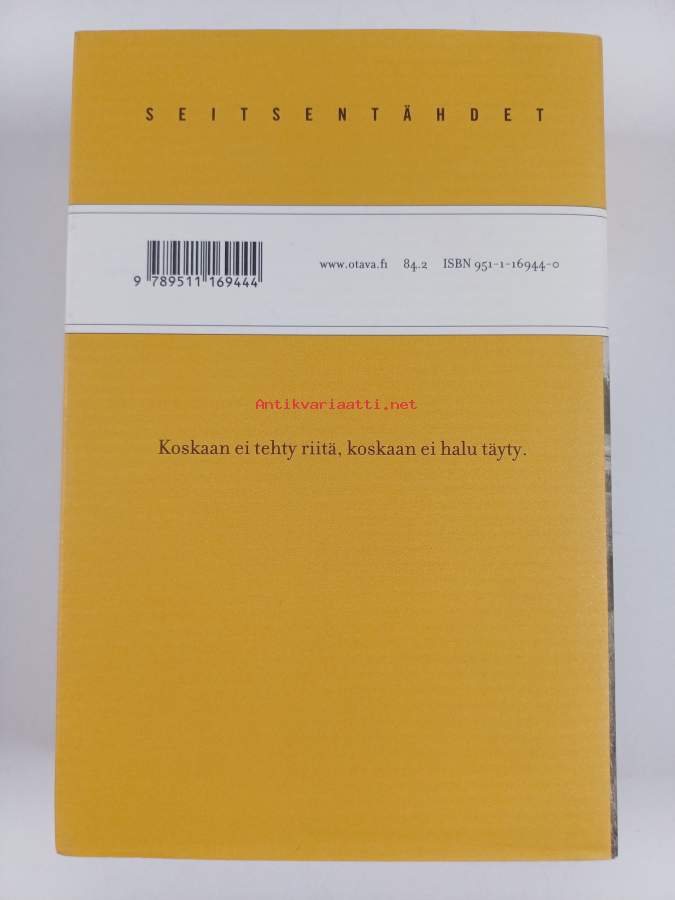 SEITSENTÄHDET
www.otava.fi 84.2 ISBN 951-1-16944-0
9 789511 169444
Antikvariaatti.net
Koskaan ei tehty riitä, koskaan ei halu täyty.